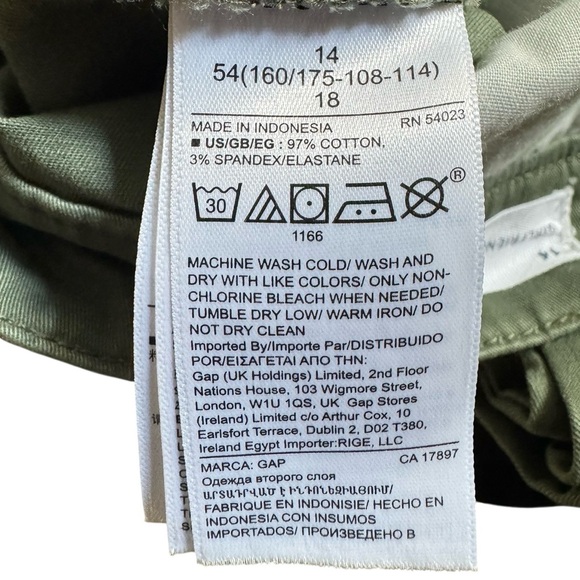 14
54(160/175-108-114)
18
MADE IN INDONESIA RN 54023
■ US/GB/EG : 97% COTTON,
3% SPANDEX/ELASTANE
30
®
1166
MACHINE WASH COLD/ WASH AND
DRY WITH LIKE COLORS/ ONLY NON-
CHLORINE BLEACH WHEN NEEDED/
TUMBLE DRY LOW/ WARM IRON/ DO
NOT DRY CLEAN
Imported By/Importe Par/DISTRIBUIDO
POR/ΕΙΣΑΓΕΤΑΙ ΑΠΟ ΤΗΝ:
Gap (UK Holdings) Limited, 2nd Floor
Nations House, 103 Wigmore Street,
London, W1U 1QS, UK Gap Stores
(Ireland) Limited c/o Arthur Cox, 10
Earlsfort Terrace, Dublin 2, D02 T380,
Ireland Egypt Importer:RIGE, LLC
MARCA: GAP CA 17897
Одежда второго слоя
ԱՐՏԱԴՐՎԱԾ Է ԻՆԴՈՆԵԶԻԱՅՈՒՄ/
FABRIQUE EN INDONESIE/ HECHO EN
INDONESIA CON INSUMOS
IMPORTADOS/ ПРОИЗВЕДЕНО В
14